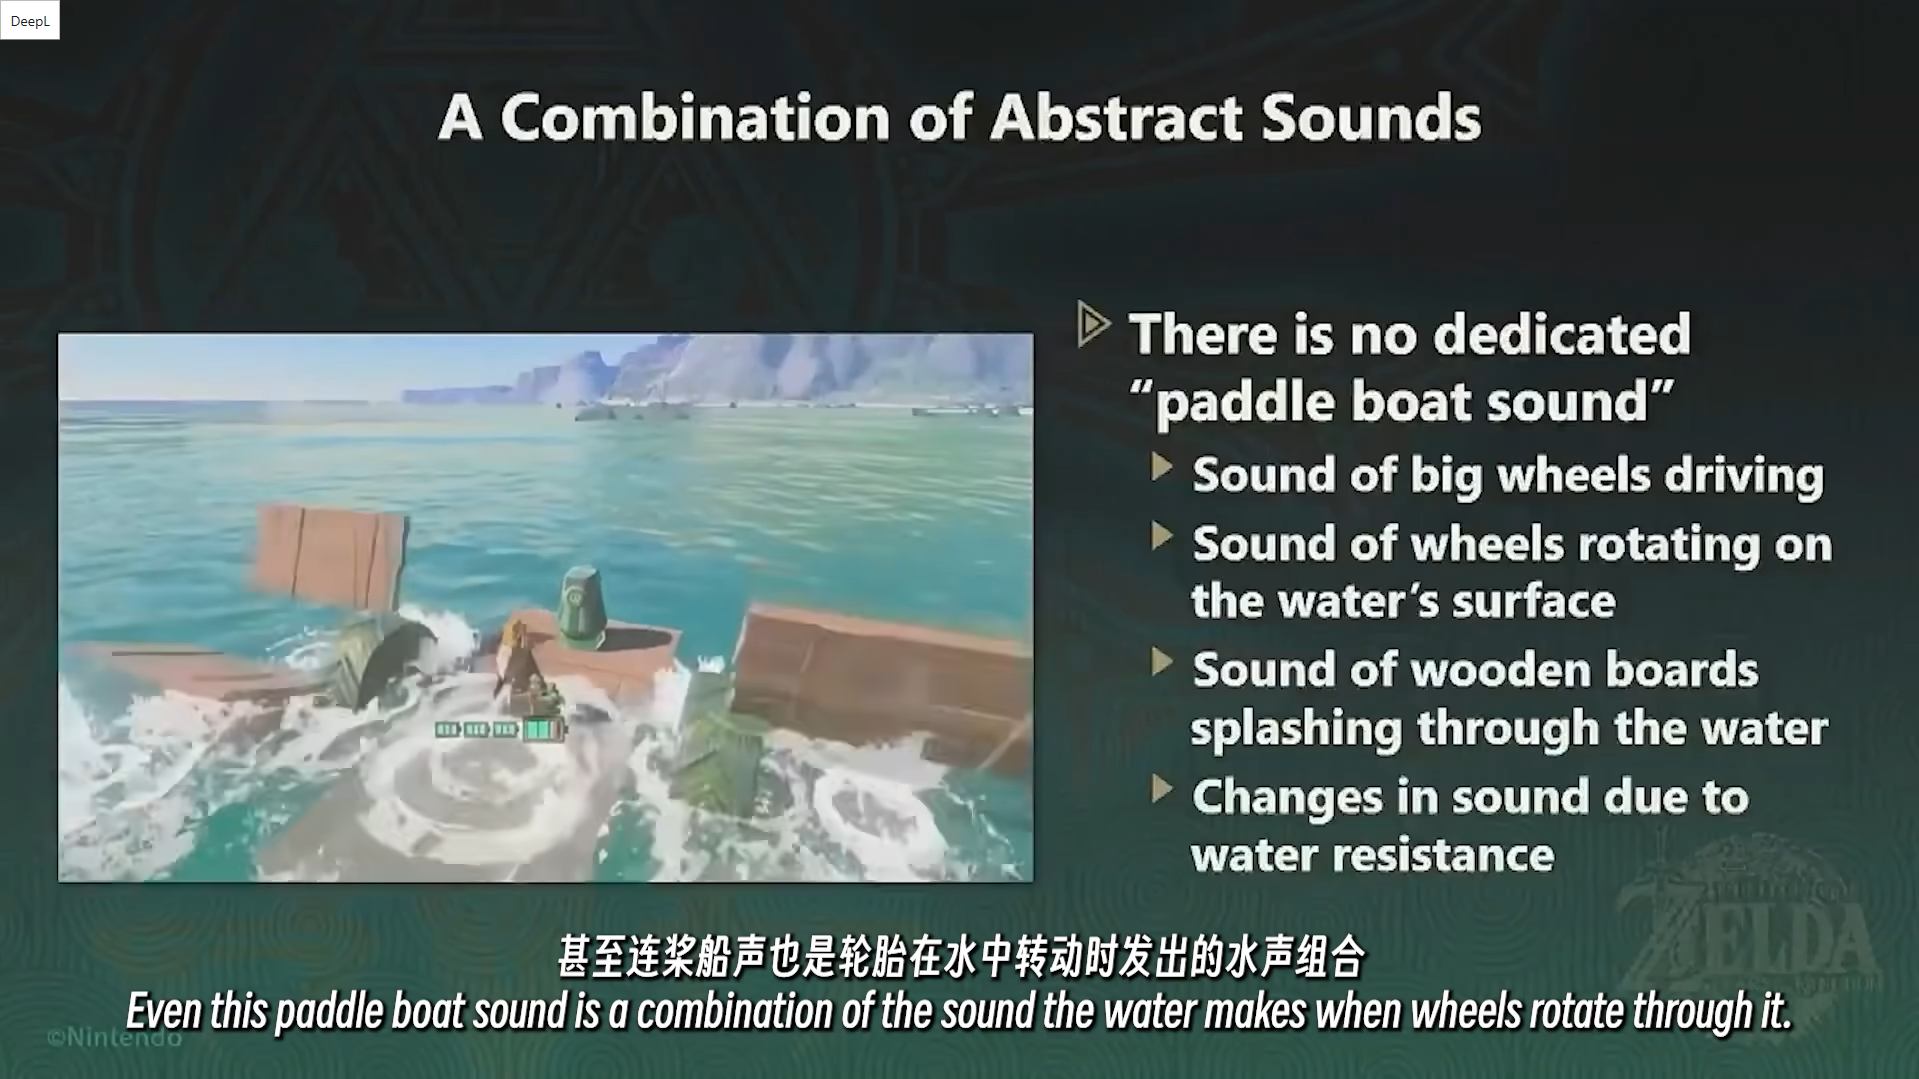 DeepL
A Combination of Abstract Sounds
There is no dedicated
“paddle boat sound”
Sound of big wheels driving
Sound of wheels rotating on
the water’s surface
Sound of wooden boards
splashing through the water
Changes in sound due to
water resistance
ZELDA
甚至连桨船声也是轮胎在水中转动时发出的水声组合
Even this paddle boat sound is a combination of the sound the water makes when wheels rotate through it.
©Nintendo